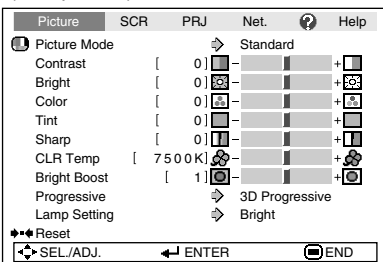 Picture SCR PRJ Net. ? Help
Picture Mode Standard
Contrast [ 0] - +
Bright [ 0] - +
Color [ 0] - +
Tint [ 0] - +
Sharp [ 0] - +
CLR Temp [ 7500K] - +
Bright Boost [ 1] - +
Progressive 3D Progressive
Lamp Setting Bright
Reset
SEL./ADJ. ENTER END